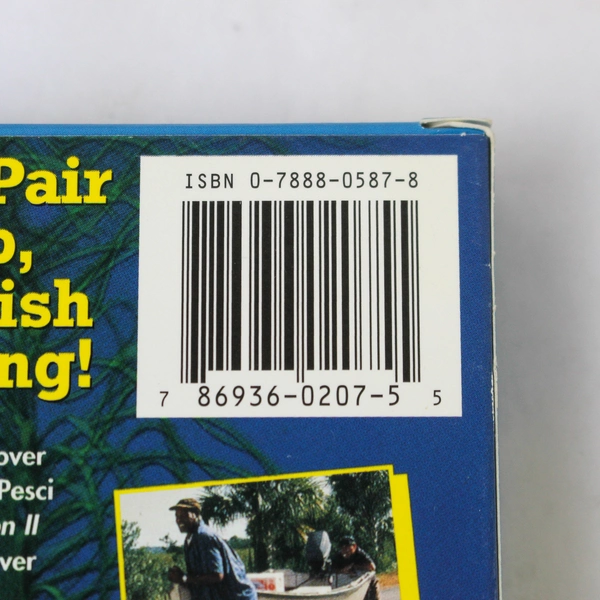 Pair
ISBN 0-7888-0587-8
,
ish
ng!
7 86936-0207-5 5
over
Pesci
n II
ver